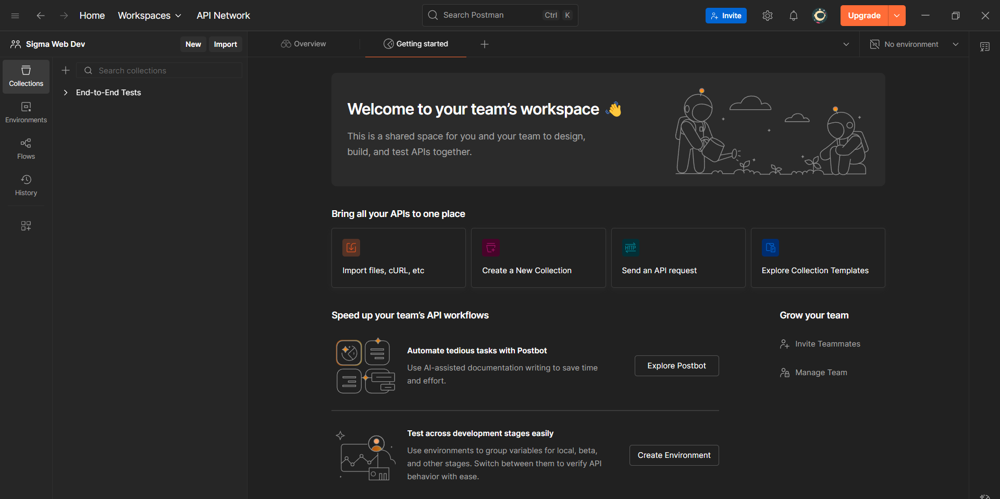 Home Workspaces API Network Search Postman Ctrl K Invite Upgrade
Sigma Web Dev New Import Overview Getting started No environment
Search collections
Collections
End-to-End Tests
Environments
Flows
History
Welcome to your team’s workspace 👋
This is a shared space for you and your team to design,
build, and test APIs together.
Bring all your APIs to one place
HTTP
Import files, cURL, etc Create a New Collection Send an API request Explore Collection Templates
Speed up your team’s API workflows
Automate tedious tasks with Postbot
Use AI-assisted documentation writing to save time
and effort.
Explore Postbot
Test across development stages easily
Use environments to group variables for local, beta,
and other stages. Switch between them to verify API
behavior with ease.
Create Environment
Grow your team
Invite Teammates
Manage Team